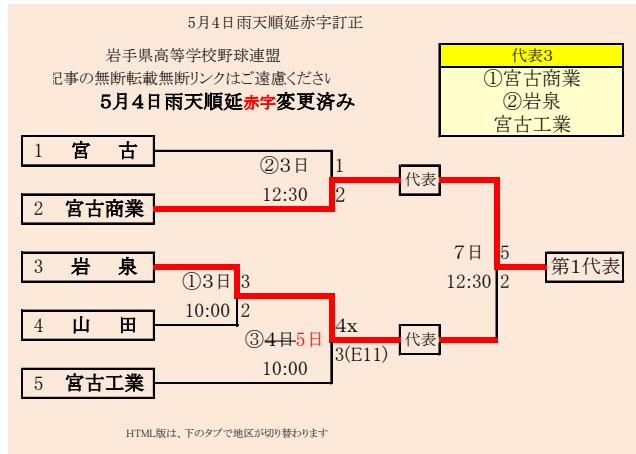 5月4日雨天順延赤字訂正
岩手県高等学校野球連盟
記事の無断転載無断リンクはご遠慮ください
5月4日雨天順延赤字変更済み
代表3
①宮古商業
②岩泉
宮古工業
1 宮 古
②3日 1
代表
12:30 2
2 宮古商業
7日 5
3 岩 泉
第1代表
①3日 3
12:30 2
10:00 2
4 山 田
③4日5日 4x
代表
10:00 3(E11)
5 宮古工業
HTML版は、下のタブで地区が切り替わります